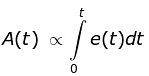 A(t) ∝ ∫₀ᵗ e(t)dt